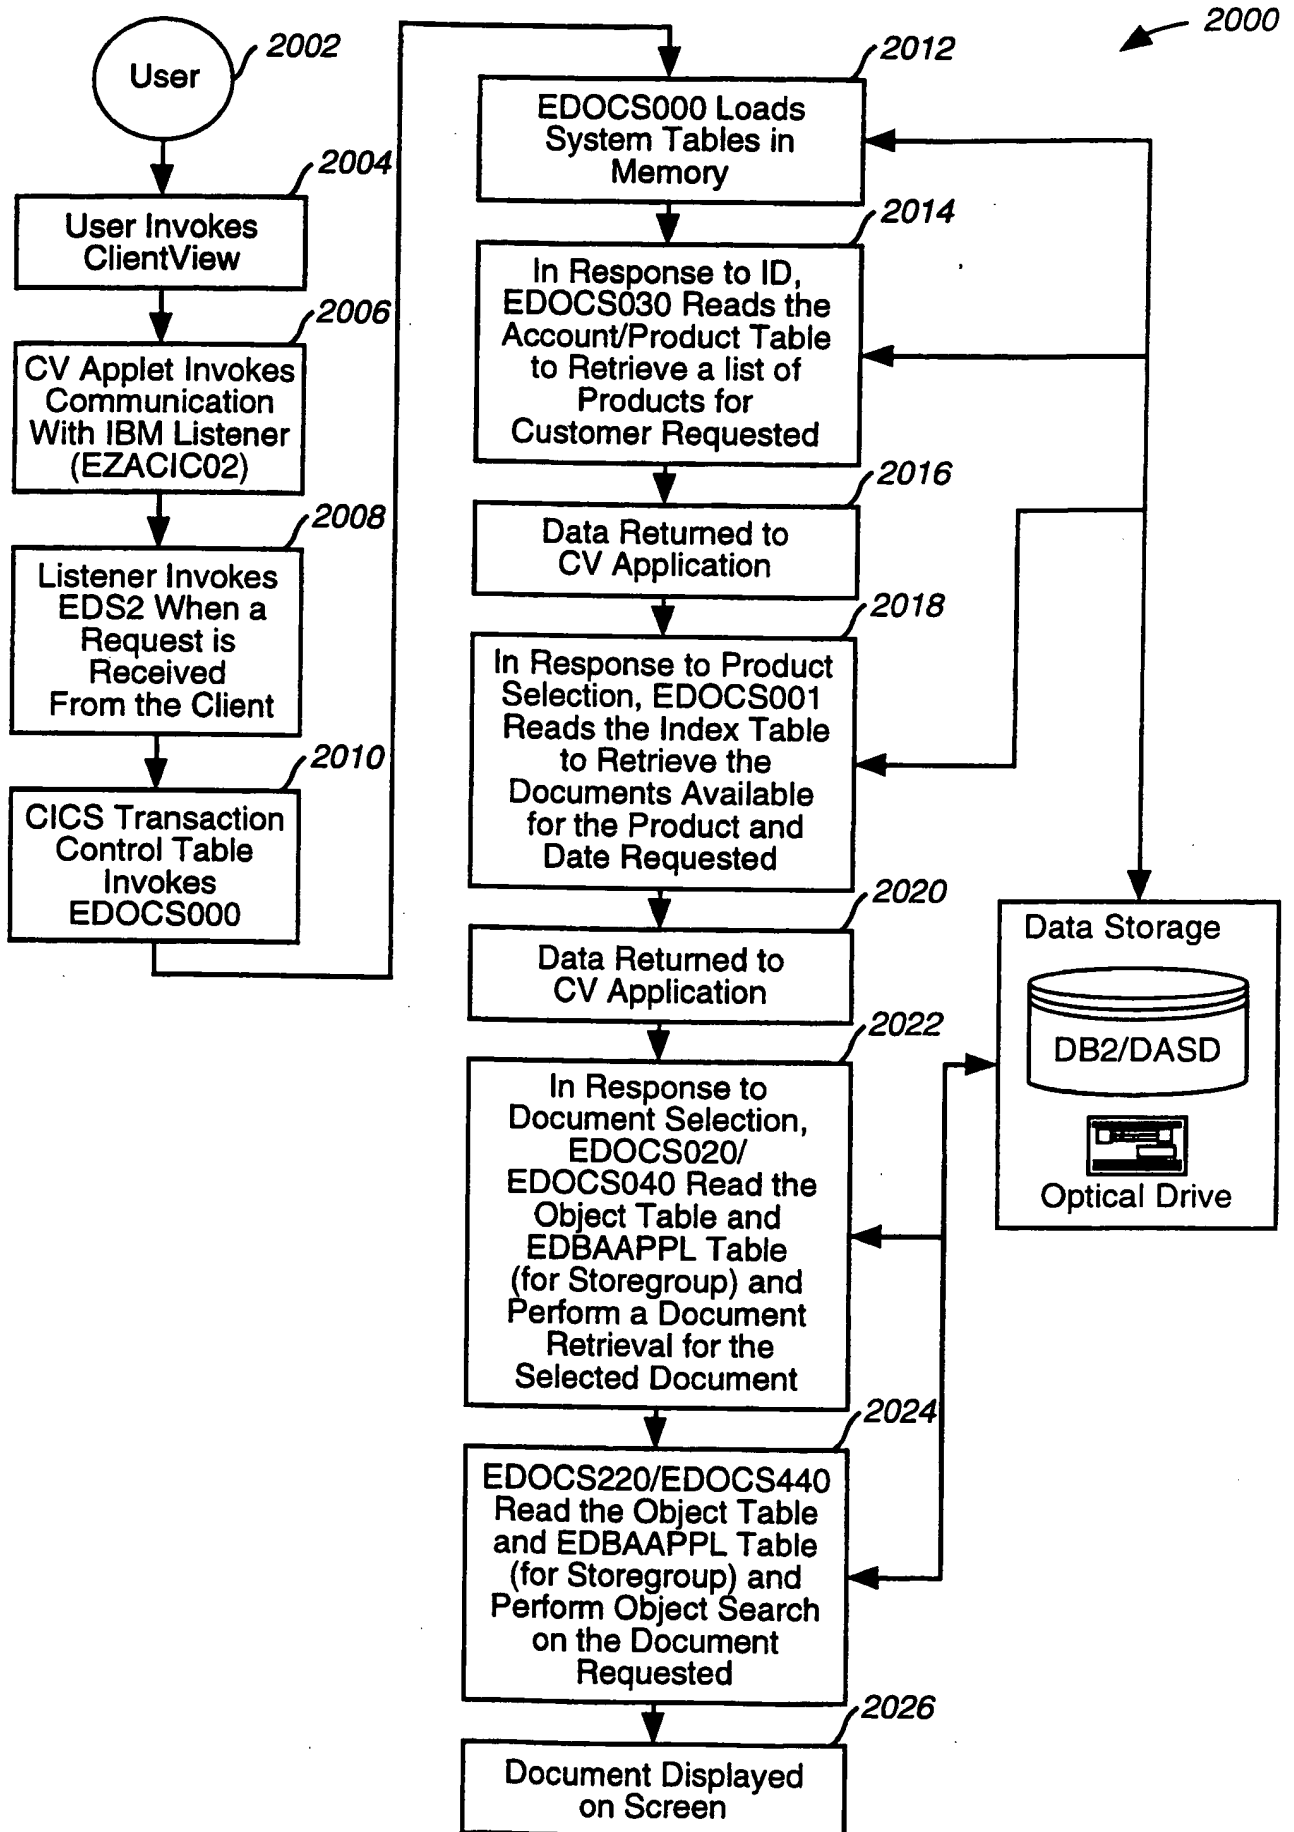 2000
User
2002
2004
User Invokes
ClientView
2006
CV Applet Invokes
Communication
With IBM Listener
(EZACIC02)
2008
Listener Invokes
EDS2 When a
Request is
Received
From the Client
2010
CICS Transaction
Control Table
Invokes
EDOCS000
2012
EDOCS000 Loads
System Tables in
Memory
2014
In Response to ID,
EDOCS030 Reads the
Account/Product Table
to Retrieve a list of
Products for
Customer Requested
2016
Data Returned to
CV Application
2018
In Response to Product
Selection, EDOCS001
Reads the Index Table
to Retrieve the
Documents Available
for the Product and
Date Requested
2020
Data Returned to
CV Application
2022
In Response to
Document Selection,
EDOCS020/
EDOCS040 Read the
Object Table and
EDBAAPPL Table
(for Storegroup) and
Perform a Document
Retrieval for the
Selected Document
2024
EDOCS220/EDOCS440
Read the Object Table
and EDBAAPPL Table
(for Storegroup) and
Perform Object Search
on the Document
Requested
2026
Document Displayed
on Screen
Data Storage
DB2/DASD
Optical Drive